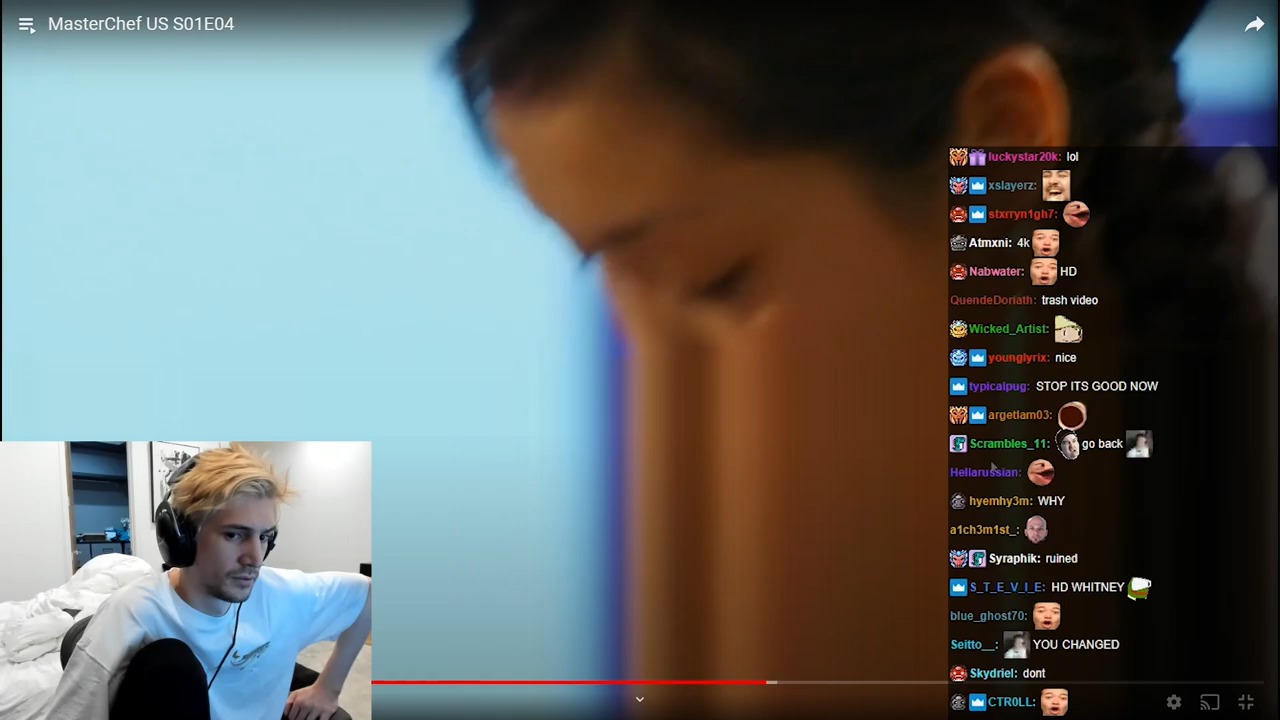 MasterChef US S01E04
luckystar20k: lol
xslayerz:
stxrryn1gh7:
Atmxni: 4k
Nabwater: HD
QuendeDoriath: trash video
Wicked_Artist:
younglyrix: nice
typicalpug: STOP ITS GOOD NOW
argetlam03:
Scrambles_11: go back
Hellarussian:
hyemhy3m: WHY
a1ch3m1st_:
Syraphik: ruined
S_T_E_V_I_E: HD WHITNEY
blue_ghost70:
Seitto__: YOU CHANGED
Skydriel: dont
CTR0LL: